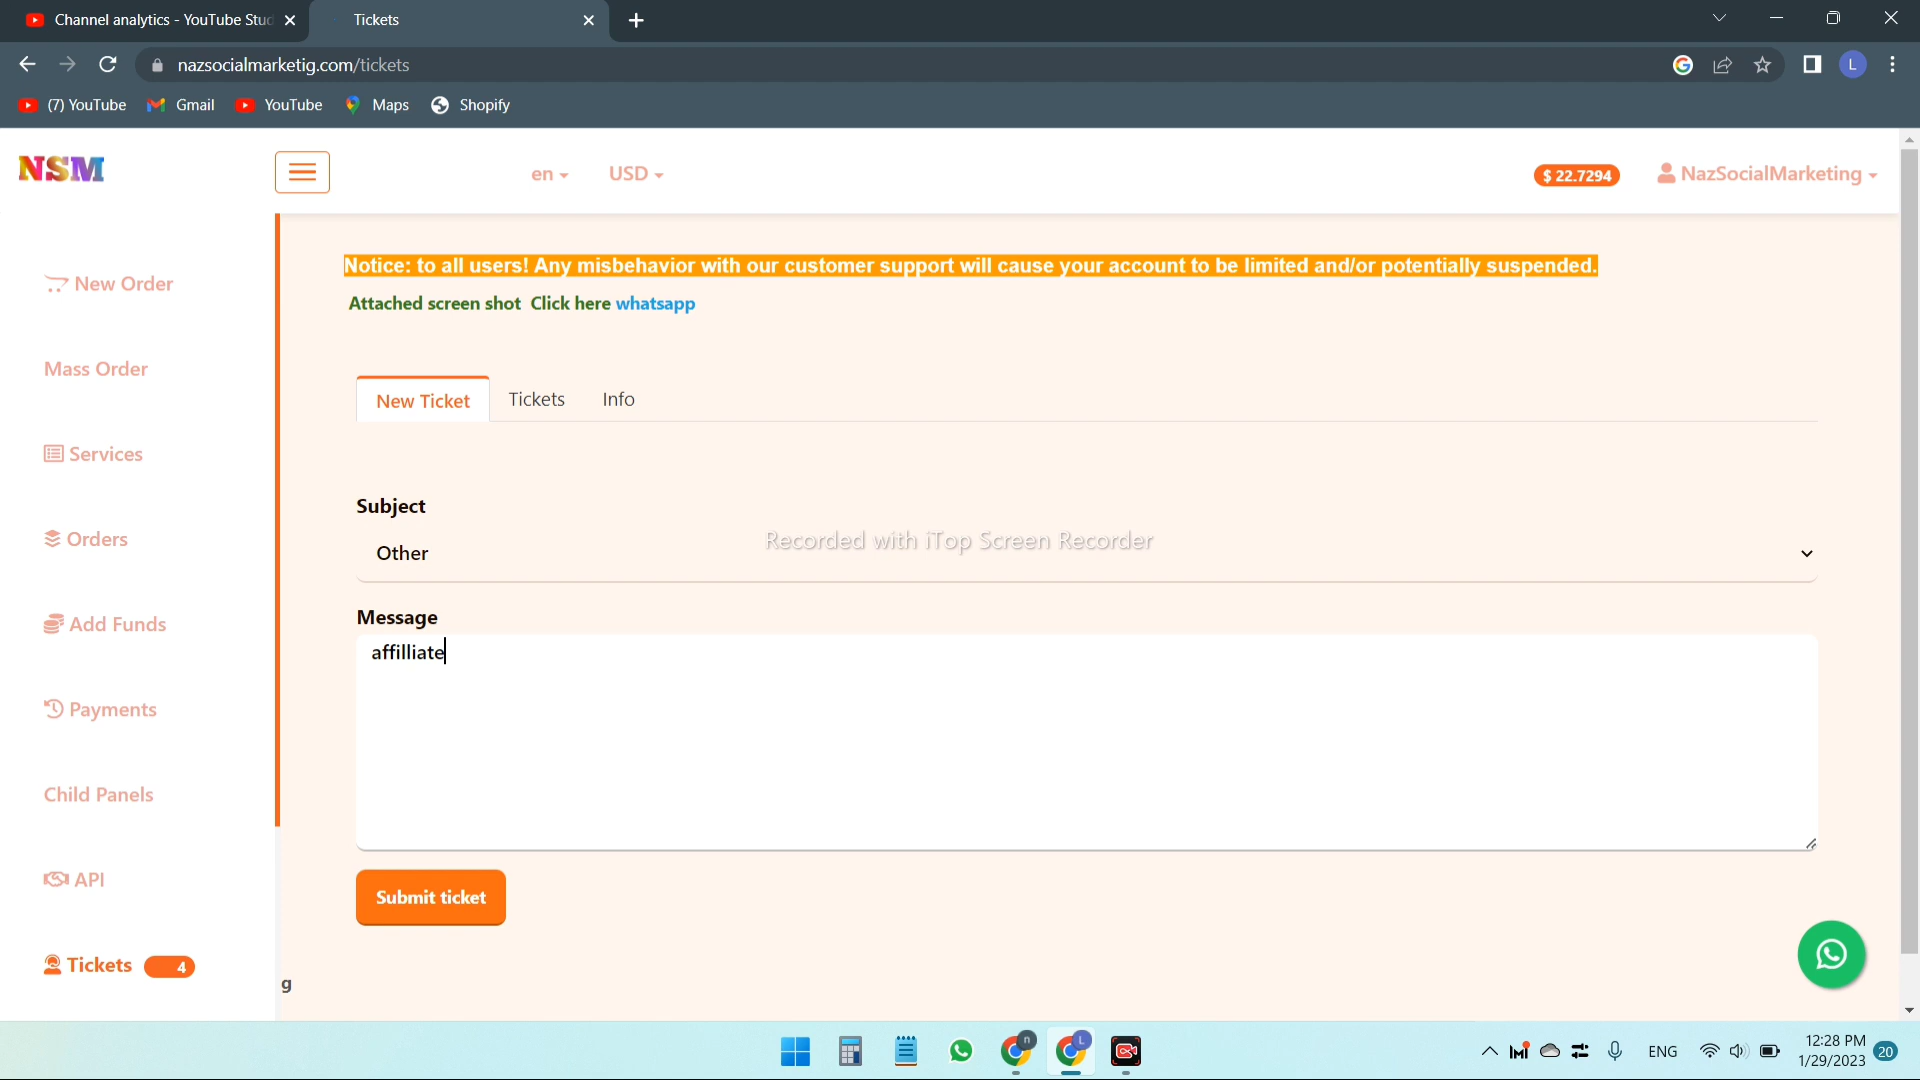 Channel analytics - YouTube Stud
Tickets
nazsocialmarketig.com/tickets
L
(7) YouTube
Gmail
YouTube
Maps
Shopify
NSM
en
USD
$ 22.7294
NazSocialMarketing
Notice: to all users! Any misbehavior with our customer support will cause your account to be limited and/or potentially suspended.
Attached screen shot Click here whatsapp
New Order
Mass Order
Services
Orders
Add Funds
Payments
Child Panels
API
Tickets 4
New Ticket
Tickets
Info
Subject
Other
Recorded with iTop Screen Recorder
Message
affilliate
Submit ticket
g
n
L
ENG
12:28 PM
1/29/2023
20